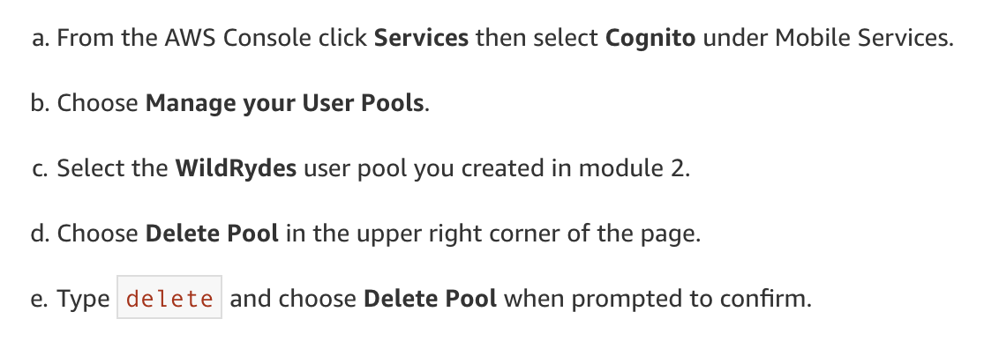 a. From the AWS Console click Services then select Cognito under Mobile Services.
b. Choose Manage your User Pools.
c. Select the WildRydes user pool you created in module 2.
d. Choose Delete Pool in the upper right corner of the page.
e. Type delete and choose Delete Pool when prompted to confirm.